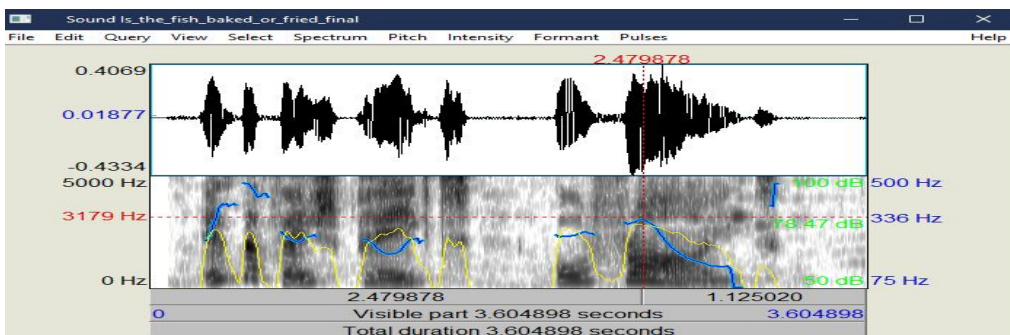 Sound Is_the_fish_baked_or_fried_final
File Edit Query View Select Spectrum Pitch Intensity Formant Pulses Help
2.479878
0.4069
0.01877
-0.4334
5000 Hz 100 dB 500 Hz
3179 Hz 78.47 dB 336 Hz
0 Hz 50 dB 75 Hz
2.479878 1.125020
0 Visible part 3.604898 seconds 3.604898
Total duration 3.604898 seconds